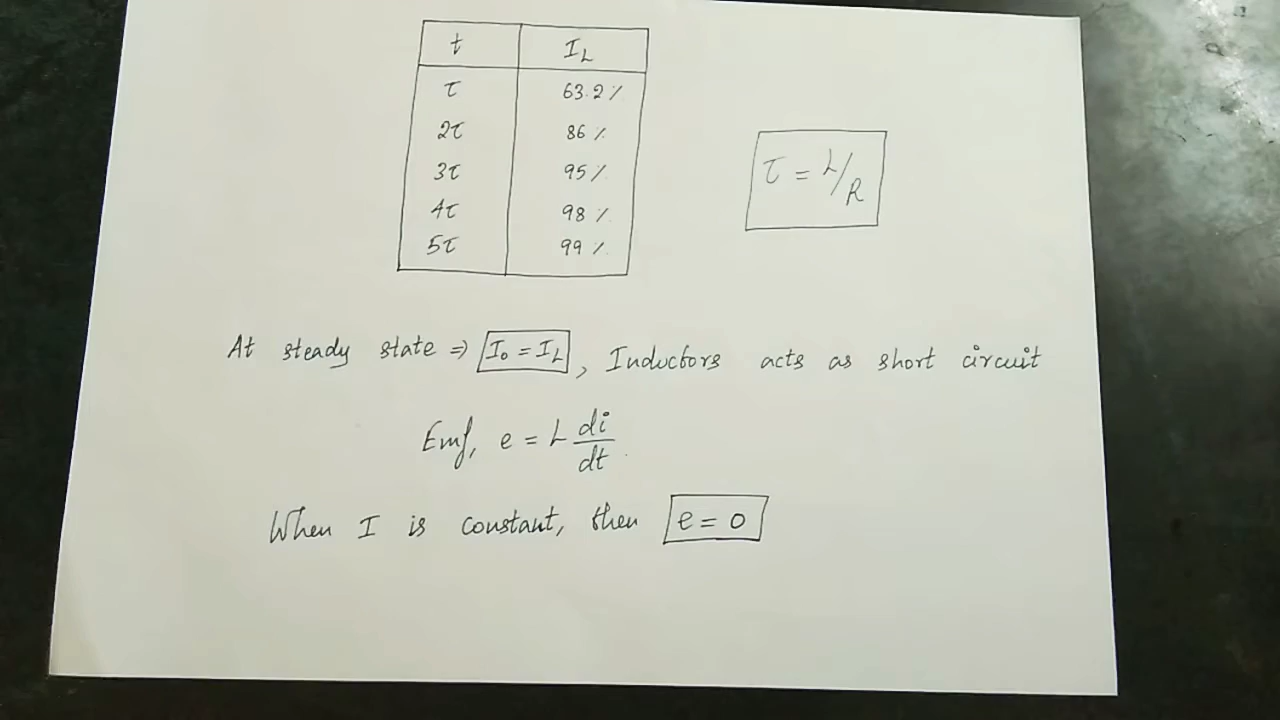 t I_L
τ 63.2%
2τ 86%
3τ 95%
4τ 98%
5τ 99%
τ = L/R
At steady state ⇒ I₀ = I_L, Inductors acts as short circuit
Emf, e = L di/dt
When I is constant, then e = 0